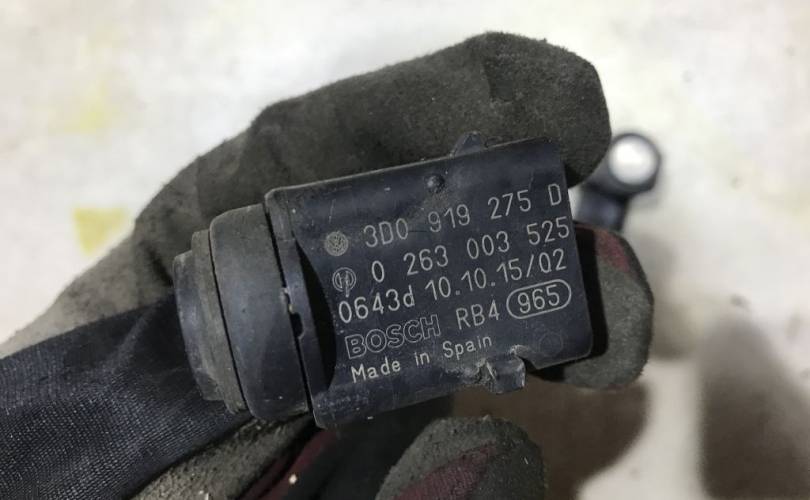 3D0 919 275 D
0 263 003 525
0643d 10.10.15/02
BOSCH RB4 965
Made in Spain